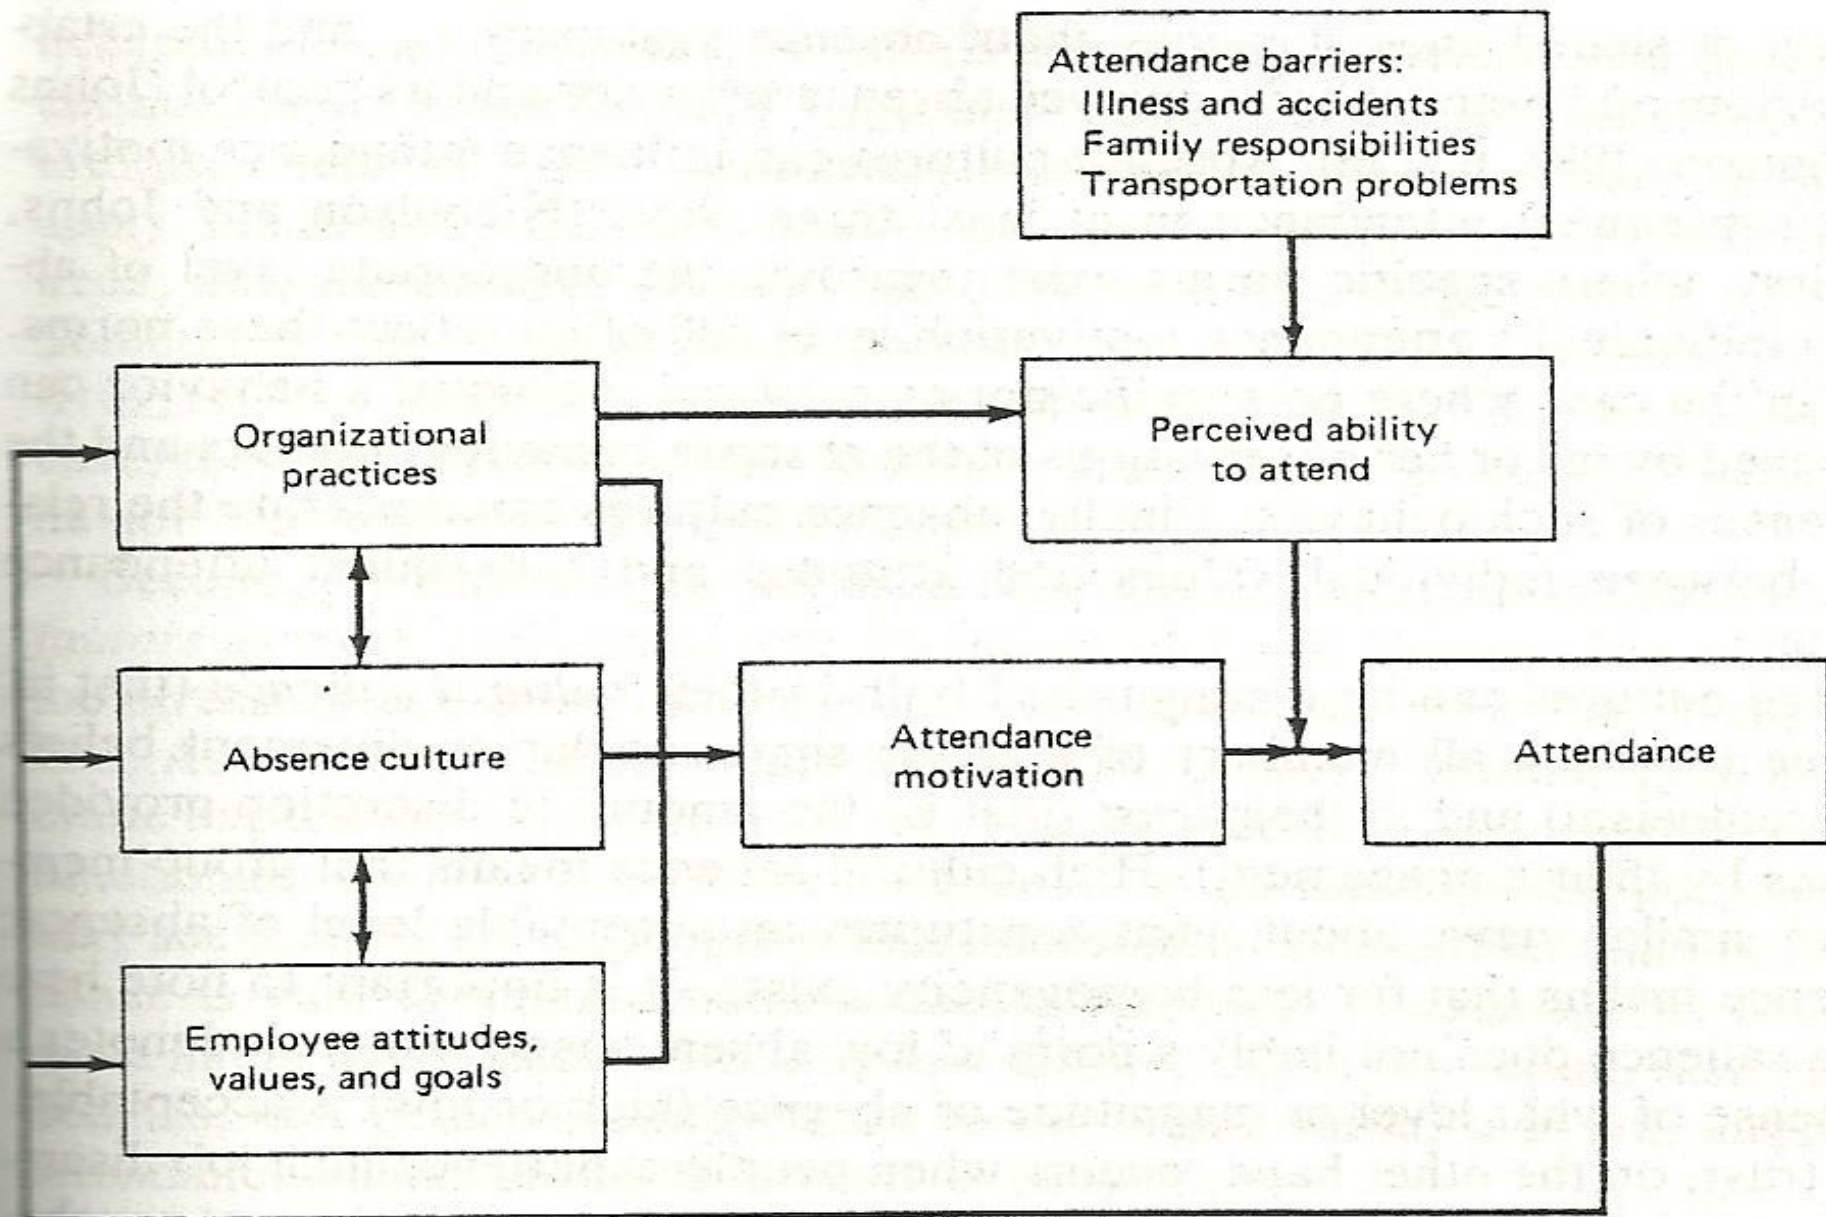 Attendance barriers:
Illness and accidents
Family responsibilities
Transportation problems
Organizational
practices
Perceived ability
to attend
Absence culture
Attendance
motivation
Attendance
Employee attitudes,
values, and goals